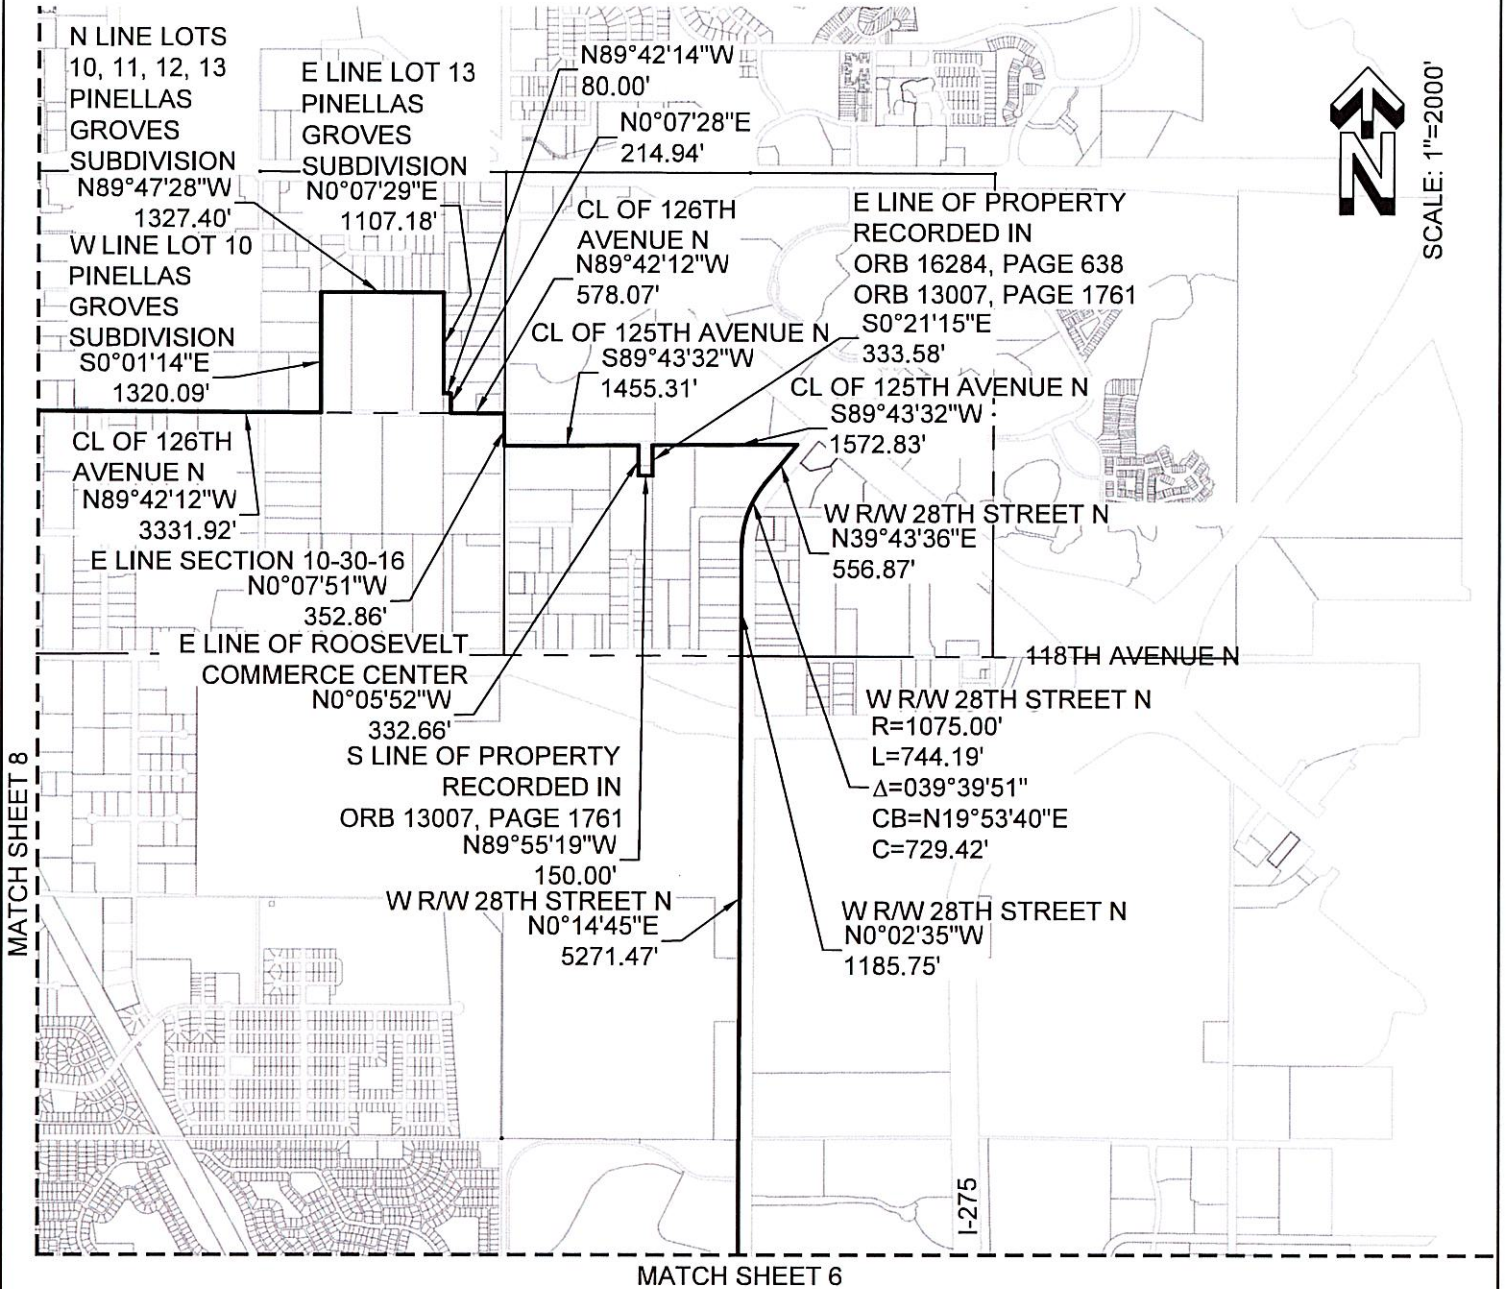 N LINE LOTS
10, 11, 12, 13
PINELLAS
GROVES
SUBDIVISION
N89°47'28"W
1327.40'
E LINE LOT 13
PINELLAS
GROVES
SUBDIVISION
N0°07'29"E
1107.18'
N89°42'14"W
80.00'
N0°07'28"E
214.94'
CL OF 126TH
AVENUE N
N89°42'12"W
578.07'
E LINE OF PROPERTY
RECORDED IN
ORB 16284, PAGE 638
ORB 13007, PAGE 1761
S0°21'15"E
333.58'
N
SCALE: 1"=2000'
W LINE LOT 10
PINELLAS
GROVES
SUBDIVISION
S0°01'14"E
1320.09'
CL OF 125TH AVENUE N
S89°43'32"W
1455.31'
CL OF 125TH AVENUE N
S89°43'32"W
1572.83'
CL OF 126TH
AVENUE N
N89°42'12"W
3331.92'
W R/W 28TH STREET N
N39°43'36"E
556.87'
E LINE SECTION 10-30-16
N0°07'51"W
352.86'
E LINE OF ROOSEVELT
COMMERCE CENTER
N0°05'52"W
332.66'
118TH AVENUE N
W R/W 28TH STREET N
R=1075.00'
L=744.19'
Δ=039°39'51"
CB=N19°53'40"E
C=729.42'
S LINE OF PROPERTY
RECORDED IN
ORB 13007, PAGE 1761
N89°55'19"W
150.00'
W R/W 28TH STREET N
N0°14'45"E
5271.47'
W R/W 28TH STREET N
N0°02'35"W
1185.75'
MATCH SHEET 8
I-275
MATCH SHEET 6